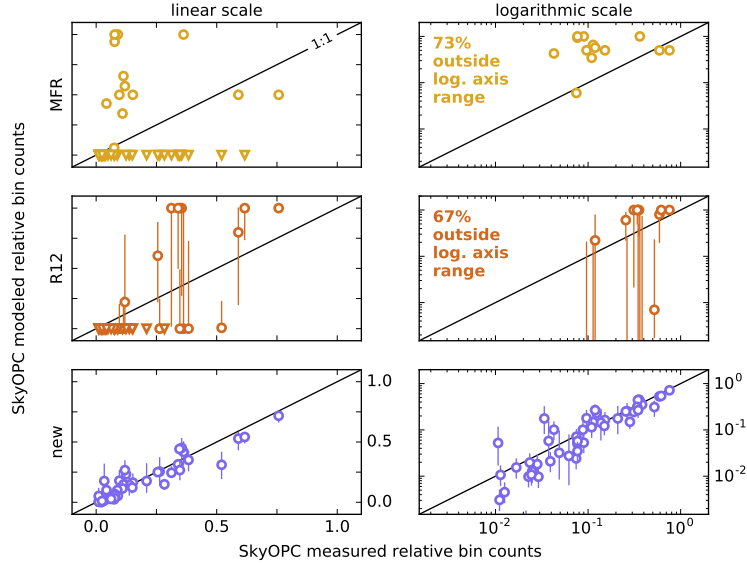 linear scale
logarithmic scale
1:1
73%
outside
log. axis
range
MFR
67%
outside
log. axis
range
R12
SkyOPC modeled relative bin counts
new
1.0
0.5
0.0
10⁰
10⁻¹
10⁻²
0.0 0.5 1.0
10⁻² 10⁻¹ 10⁰
SkyOPC measured relative bin counts